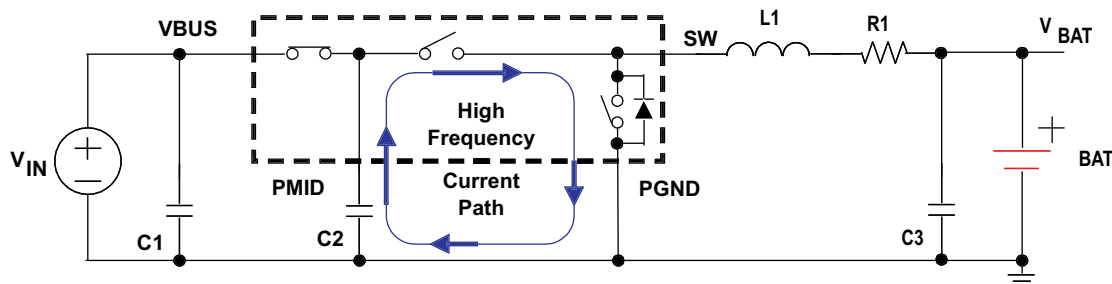 VBUS
SW
L1
R1
V BAT
High
Frequency
Current
Path
V IN
+
−
PMID
PGND
+
BAT
C1
C2
C3